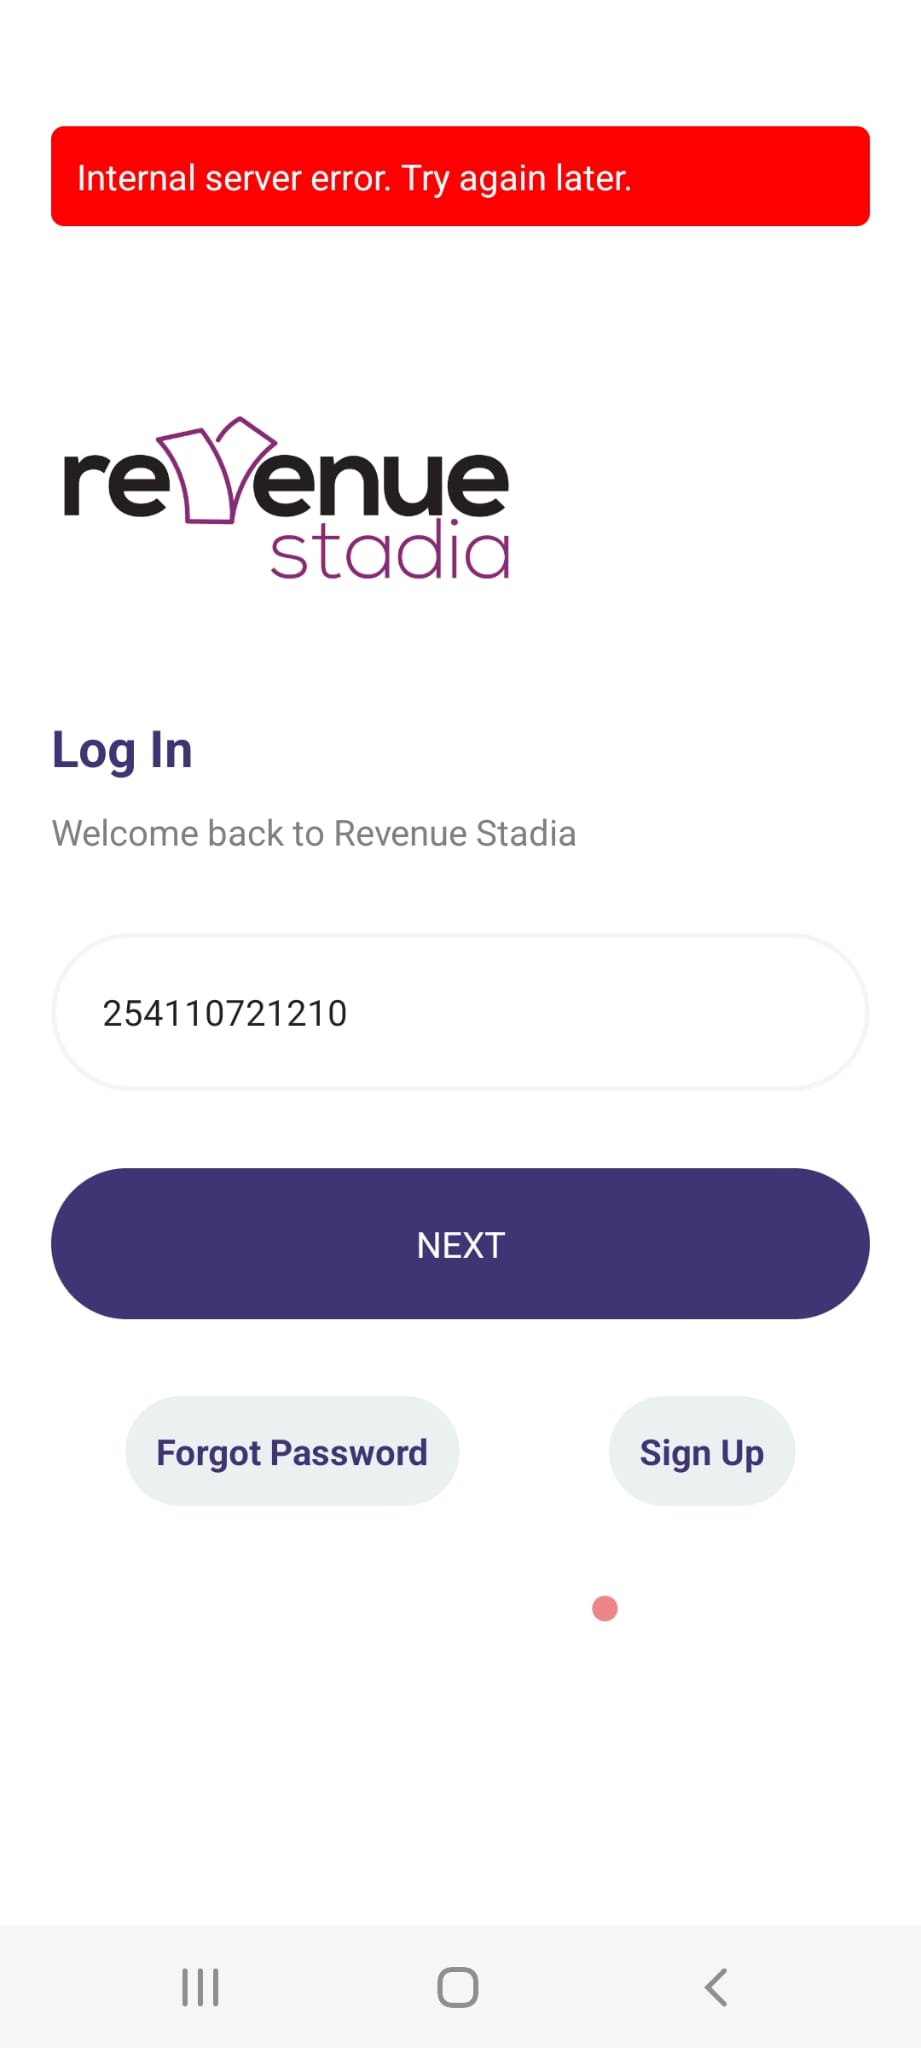 Internal server error. Try again later.
revenue
stadia
Log In
Welcome back to Revenue Stadia
254110721210
NEXT
Forgot Password
Sign Up